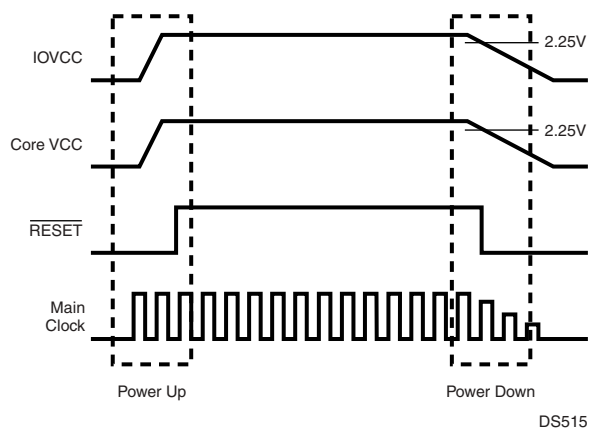 IOVCC
2.25V
Core VCC
2.25V
RESET
Main
Clock
Power Up
Power Down
DS515